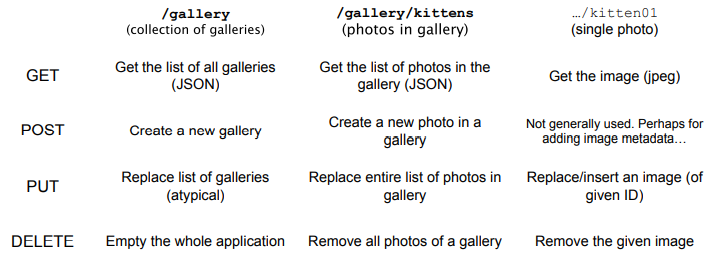 /gallery /gallery/kittens …/kitten01
(collection of galleries) (photos in gallery) (single photo)
GET Get the list of all galleries (JSON) Get the list of photos in the gallery (JSON) Get the image (jpeg)
POST Create a new gallery Create a new photo in a gallery Not generally used. Perhaps for adding image metadata…
PUT Replace list of galleries (atypical) Replace entire list of photos in gallery Replace/insert an image (of given ID)
DELETE Empty the whole application Remove all photos of a gallery Remove the given image